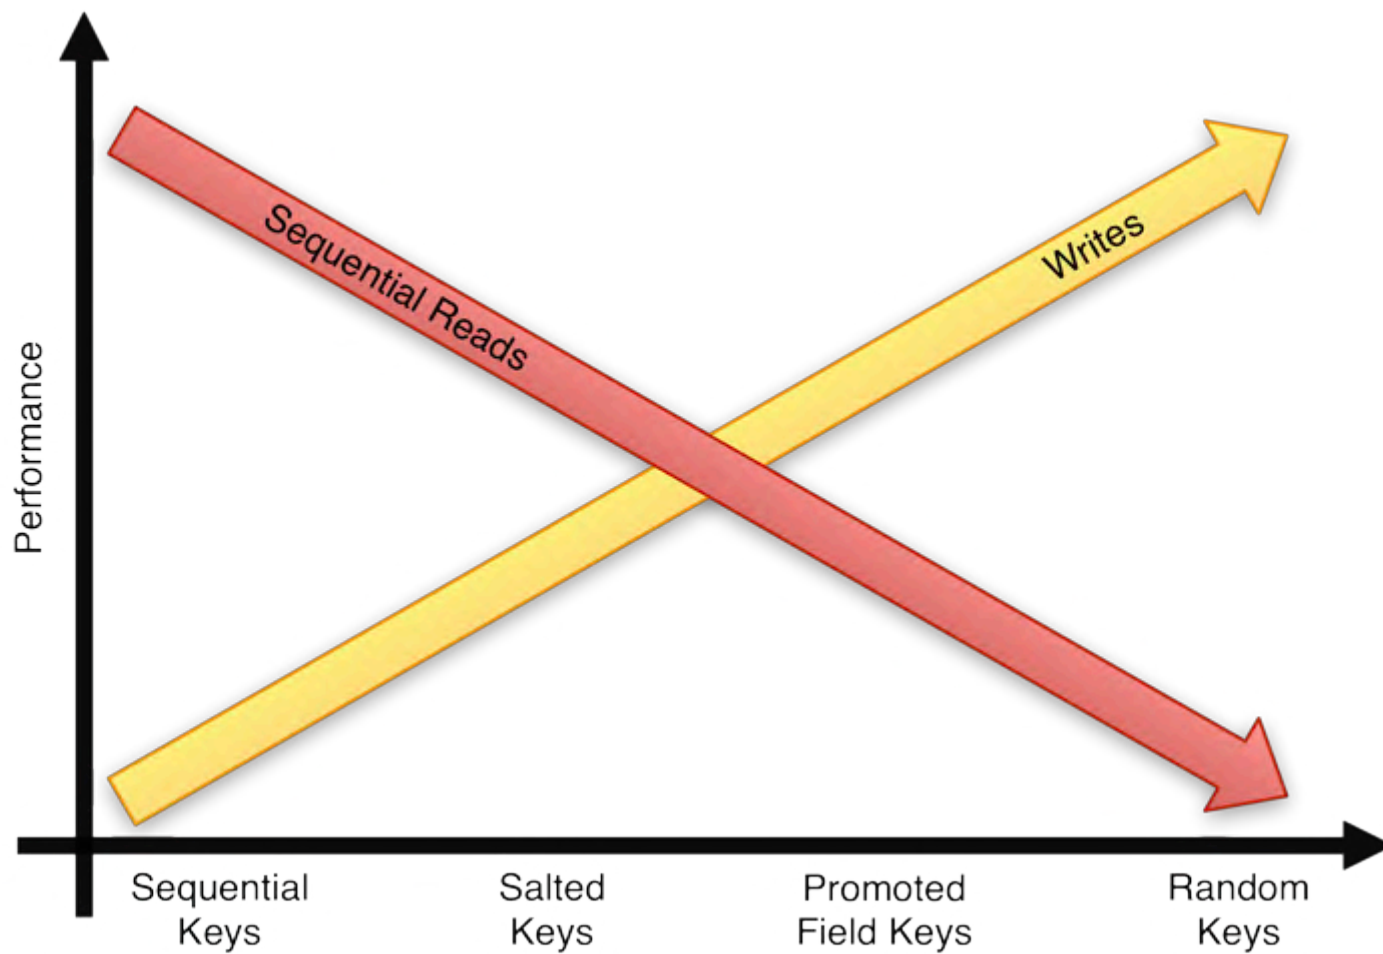 Performance
Sequential Reads
Writes
Sequential
Keys
Salted
Keys
Promoted
Field Keys
Random
Keys